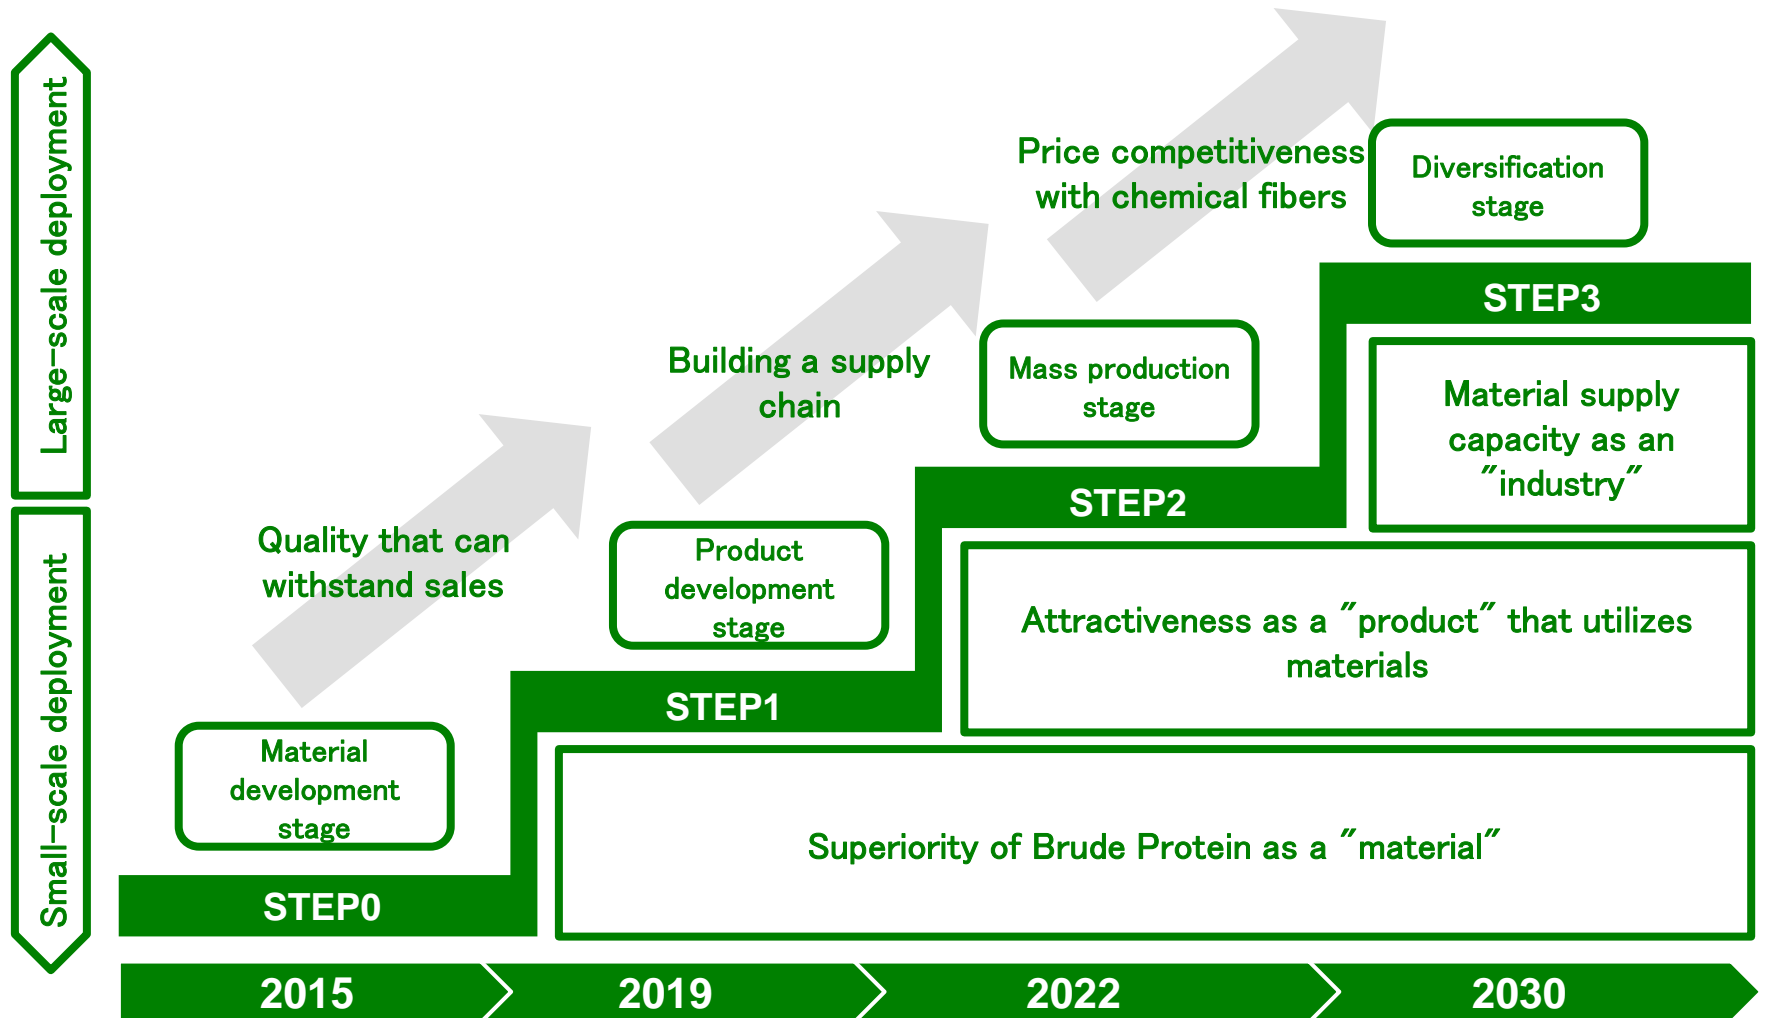 Large-scale deployment
Small-scale deployment
Price competitiveness
with chemical fibers
Diversification
stage
STEP3
Building a supply
chain
Mass production
stage
STEP2
Material supply
capacity as an
"industry"
Quality that can
withstand sales
Product
development
stage
STEP1
Attractiveness as a "product" that utilizes
materials
Material
development
stage
STEP0
Superiority of Brude Protein as a "material"
2015
2019
2022
2030